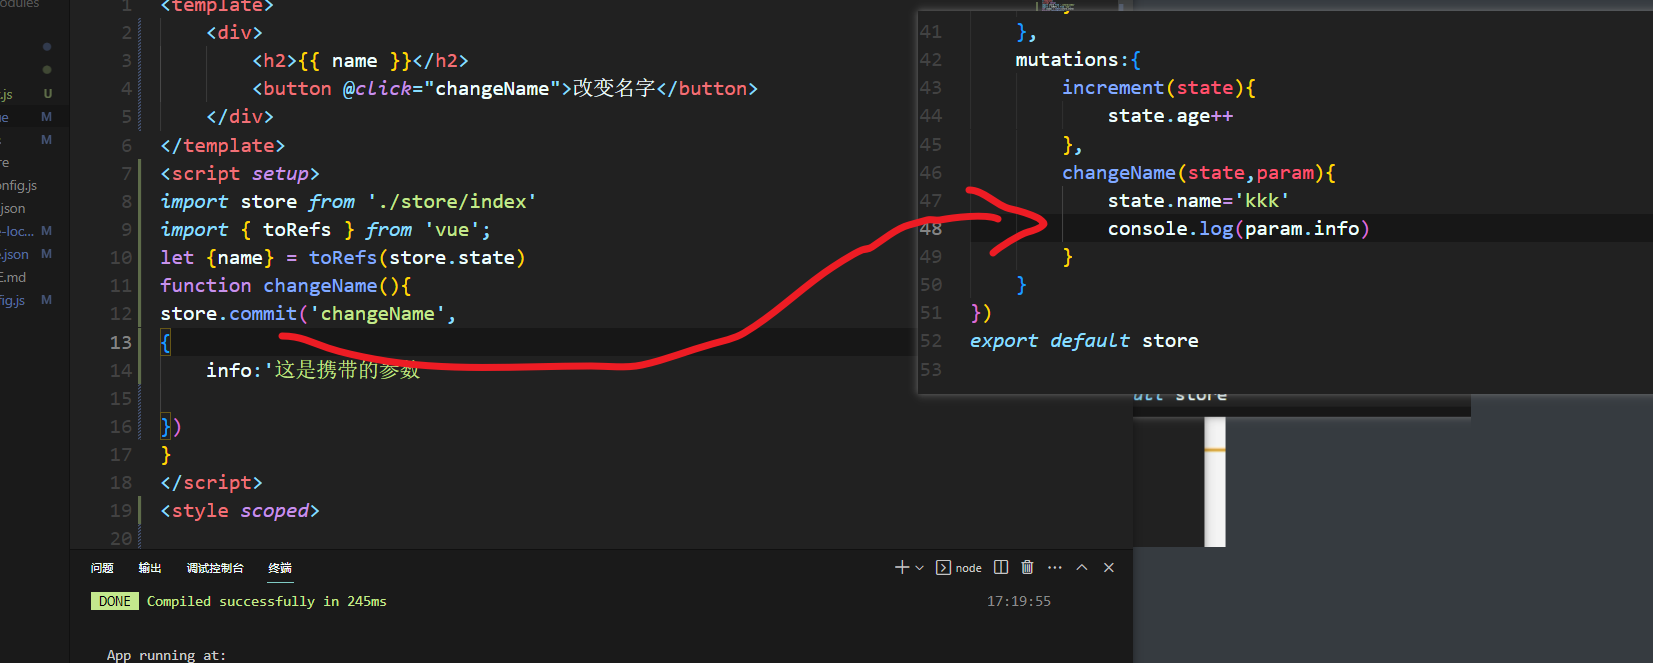 odules
.js U
ue M
M
re
onfig.js
.json
e-loc... M
e.json M
E.md
fig.js M
1 <template>
2 <div>
3 <h2>{{ name }}</h2>
4 <button @click="changeName">改变名字</button>
5 </div>
6 </template>
7 <script setup>
8 import store from './store/index'
9 import { toRefs } from 'vue';
10 let {name} = toRefs(store.state)
11 function changeName(){
12 store.commit('changeName',
13 {
14 info:'这是携带的参数
15
16 })
17 }
18 </script>
19 <style scoped>
20
41 },
42 mutations:{
43 increment(state){
44 state.age++
45 },
46 changeName(state,param){
47 state.name='kkk'
48 console.log(param.info)
49 }
50 }
51 })
52 export default store
53
ult store
问题 输出 调试控制台 终端
node
DONE Compiled successfully in 245ms 17:19:55
App running at: